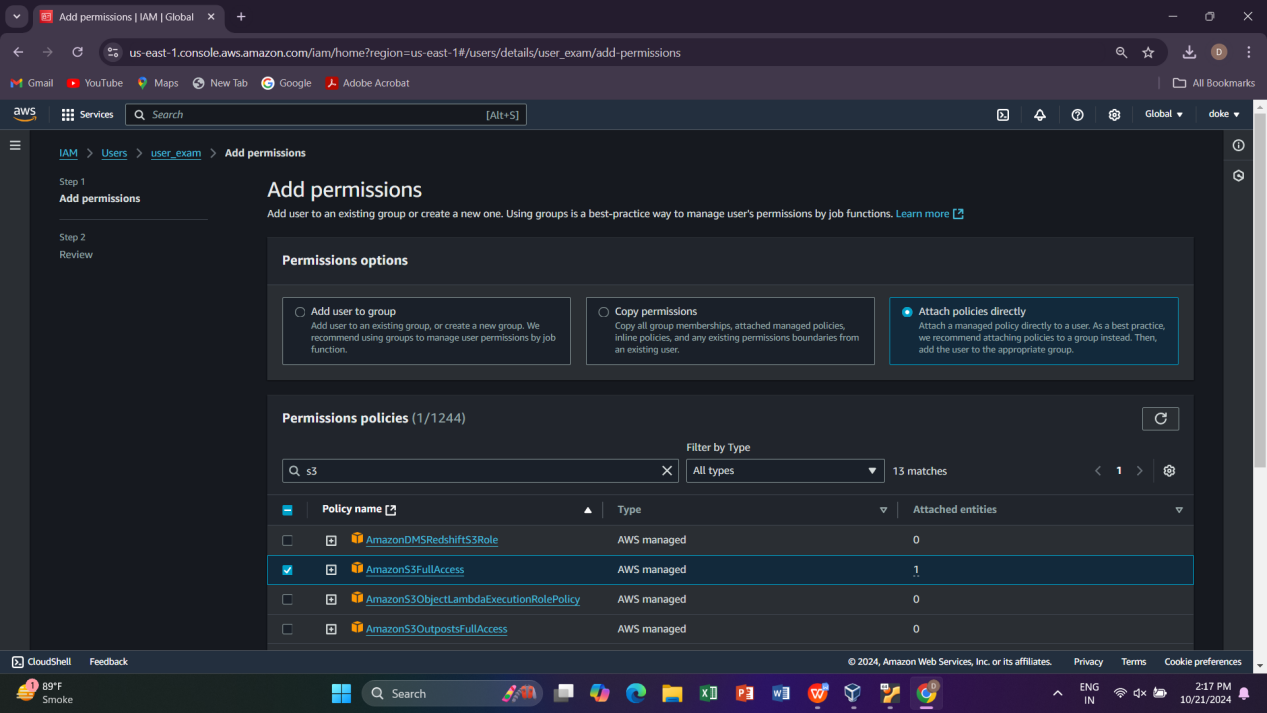 Add permissions | IAM | Global
us-east-1.console.aws.amazon.com/iam/home?region=us-east-1#/users/details/user_exam/add-permissions
D
Gmail YouTube Maps New Tab Google Adobe Acrobat All Bookmarks
aws Services Search [Alt+S] Global doke
IAM Users user_exam Add permissions
Step 1
Add permissions
Step 2
Review
Add permissions
Add user to an existing group or create a new one. Using groups is a best-practice way to manage user's permissions by job functions. Learn more
Permissions options
Add user to group
Add user to an existing group, or create a new group. We
recommend using groups to manage user permissions by job
function.
Copy permissions
Copy all group memberships, attached managed policies,
inline policies, and any existing permissions boundaries from
an existing user.
Attach policies directly
Attach a managed policy directly to a user. As a best practice,
we recommend attaching policies to a group instead. Then,
add the user to the appropriate group.
Permissions policies (1/1244)
Filter by Type
s3 All types 13 matches 1
Policy name Type Attached entities
AmazonDMSRedshiftS3Role AWS managed 0
AmazonS3FullAccess AWS managed 1
AmazonS3ObjectLambdaExecutionRolePolicy AWS managed 0
AmazonS3OutpostsFullAccess AWS managed 0
CloudShell Feedback © 2024, Amazon Web Services, Inc. or its affiliates. Privacy Terms Cookie preferences
1 89°F
Smoke
Search
ENG
IN
2:17 PM
10/21/2024